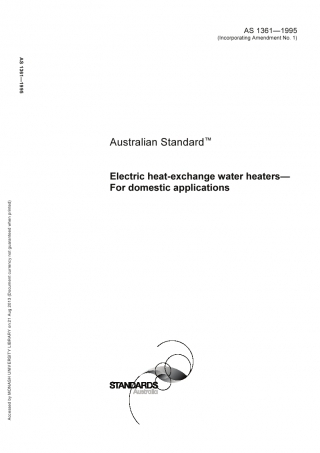 AS 1361—1995
(Incorporating Amendment No. 1)
AS 1361—1995
Australian Standard™
Electric heat-exchange water heaters—
For domestic applications
Accessed by MONASH UNIVERSITY LIBRARY on 21 Aug 2013 (Document currency not guaranteed when printed)
STANDARDS
Australia